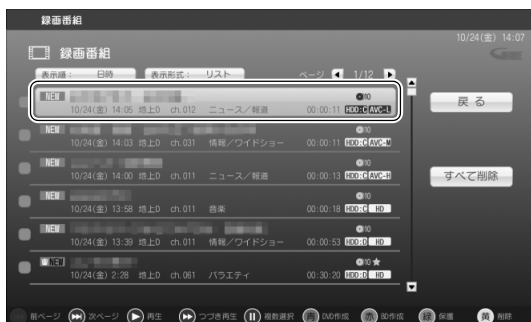 録画番組
10/24(金) 14:07
録画番組
表示順： 日時 表示形式： リスト ページ 1/12
NEW 10
10/24(金) 14:05 地上D ch.012 ニュース／報道 00:00:11 HDD:C AVC-L
戻る
NEW 10
10/24(金) 14:03 地上D ch.031 情報／ワイドショー 00:00:11 HDD:C AVC-M
NEW 10
10/24(金) 14:00 地上D ch.011 ニュース／報道 00:00:13 HDD:C AVC-H
すべて削除
NEW 10
10/24(金) 13:58 地上D ch.011 音楽 00:00:18 HDD:C HD
NEW 10
10/24(金) 13:39 地上D ch.011 情報／ワイドショー 00:00:53 HDD:D HD
NEW 10★
10/24(金) 2:28 地上D ch.061 バラエティ 00:30:20 HDD:D HD
前ページ 次ページ 再生 つづき再生 複数選択 青 DVD作成 赤 BD作成 緑 保護 黄 削除